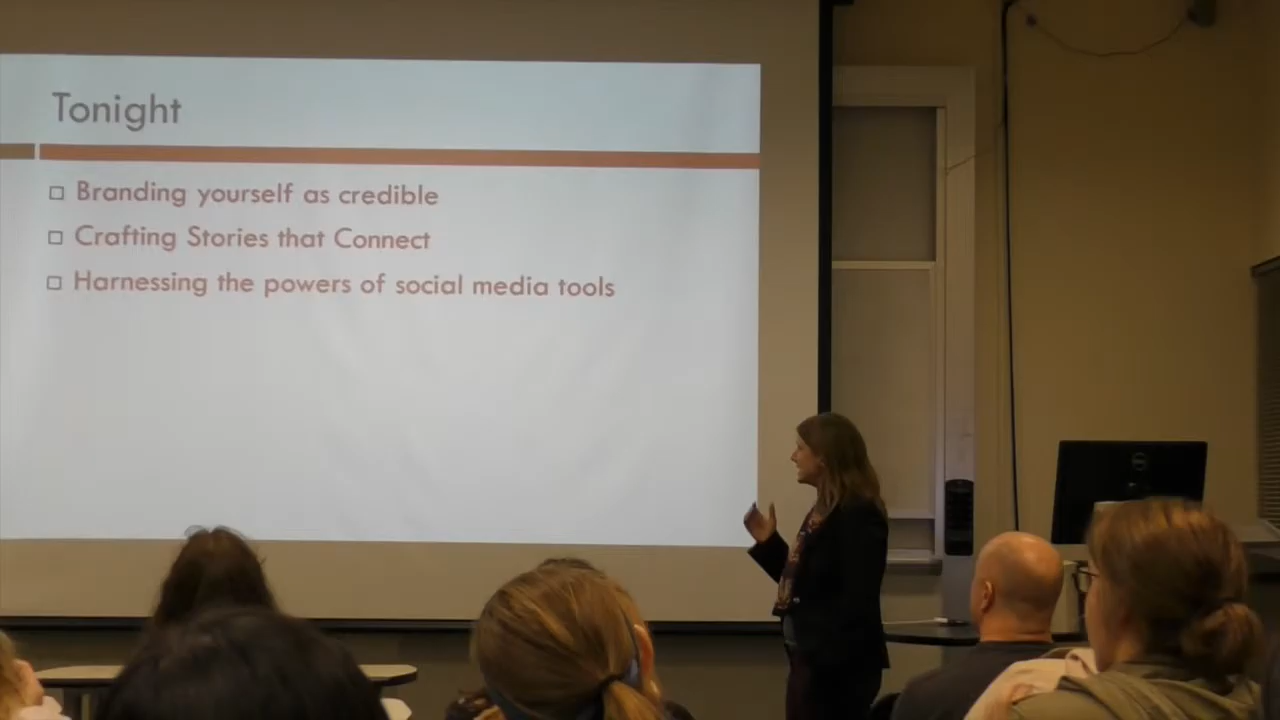 Tonight
Branding yourself as credible
Crafting Stories that Connect
Harnessing the powers of social media tools